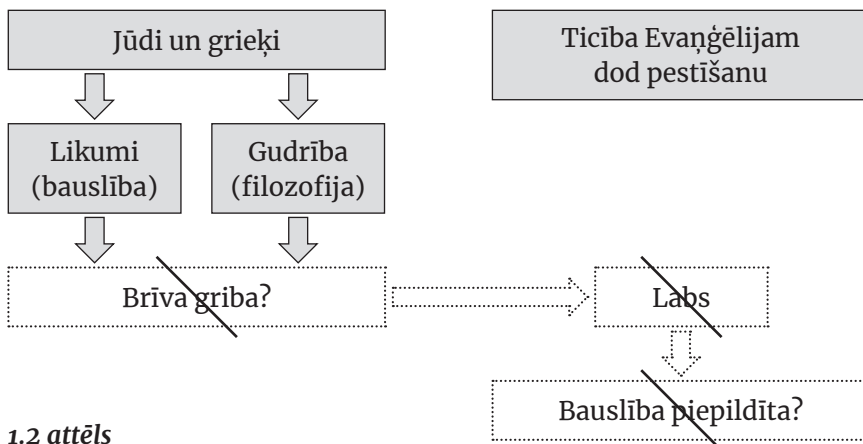 Jūdi un grieķi
Ticība Evaņģēlijam
dod pestīšanu
Likumi
(bauslība)
Gudrība
(filozofija)
Brīva griba?
Labs
Bauslība piepildīta?
1.2 attēls